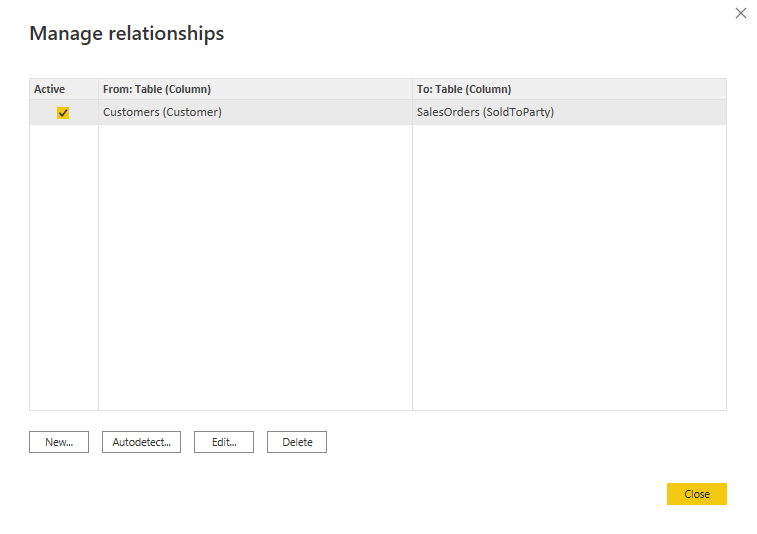 Manage relationships
Active From: Table (Column) To: Table (Column)
Customers (Customer) SalesOrders (SoldToParty)
New... Autodetect... Edit... Delete
Close